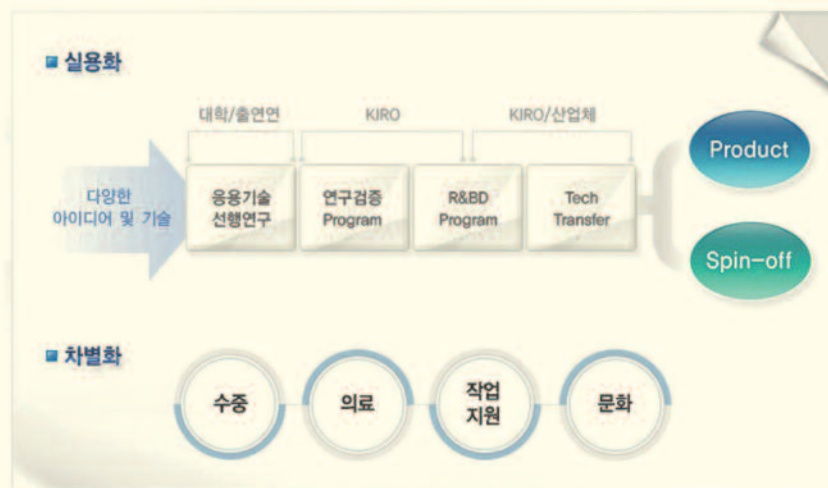 실용화
대학/출연연
KIRO
KIRO/산업체
다양한
아이디어 및 기술
응용기술
선행연구
연구검증
Program
R&BD
Program
Tech
Transfer
Product
Spin-off
차별화
수중
의료
작업
지원
문화